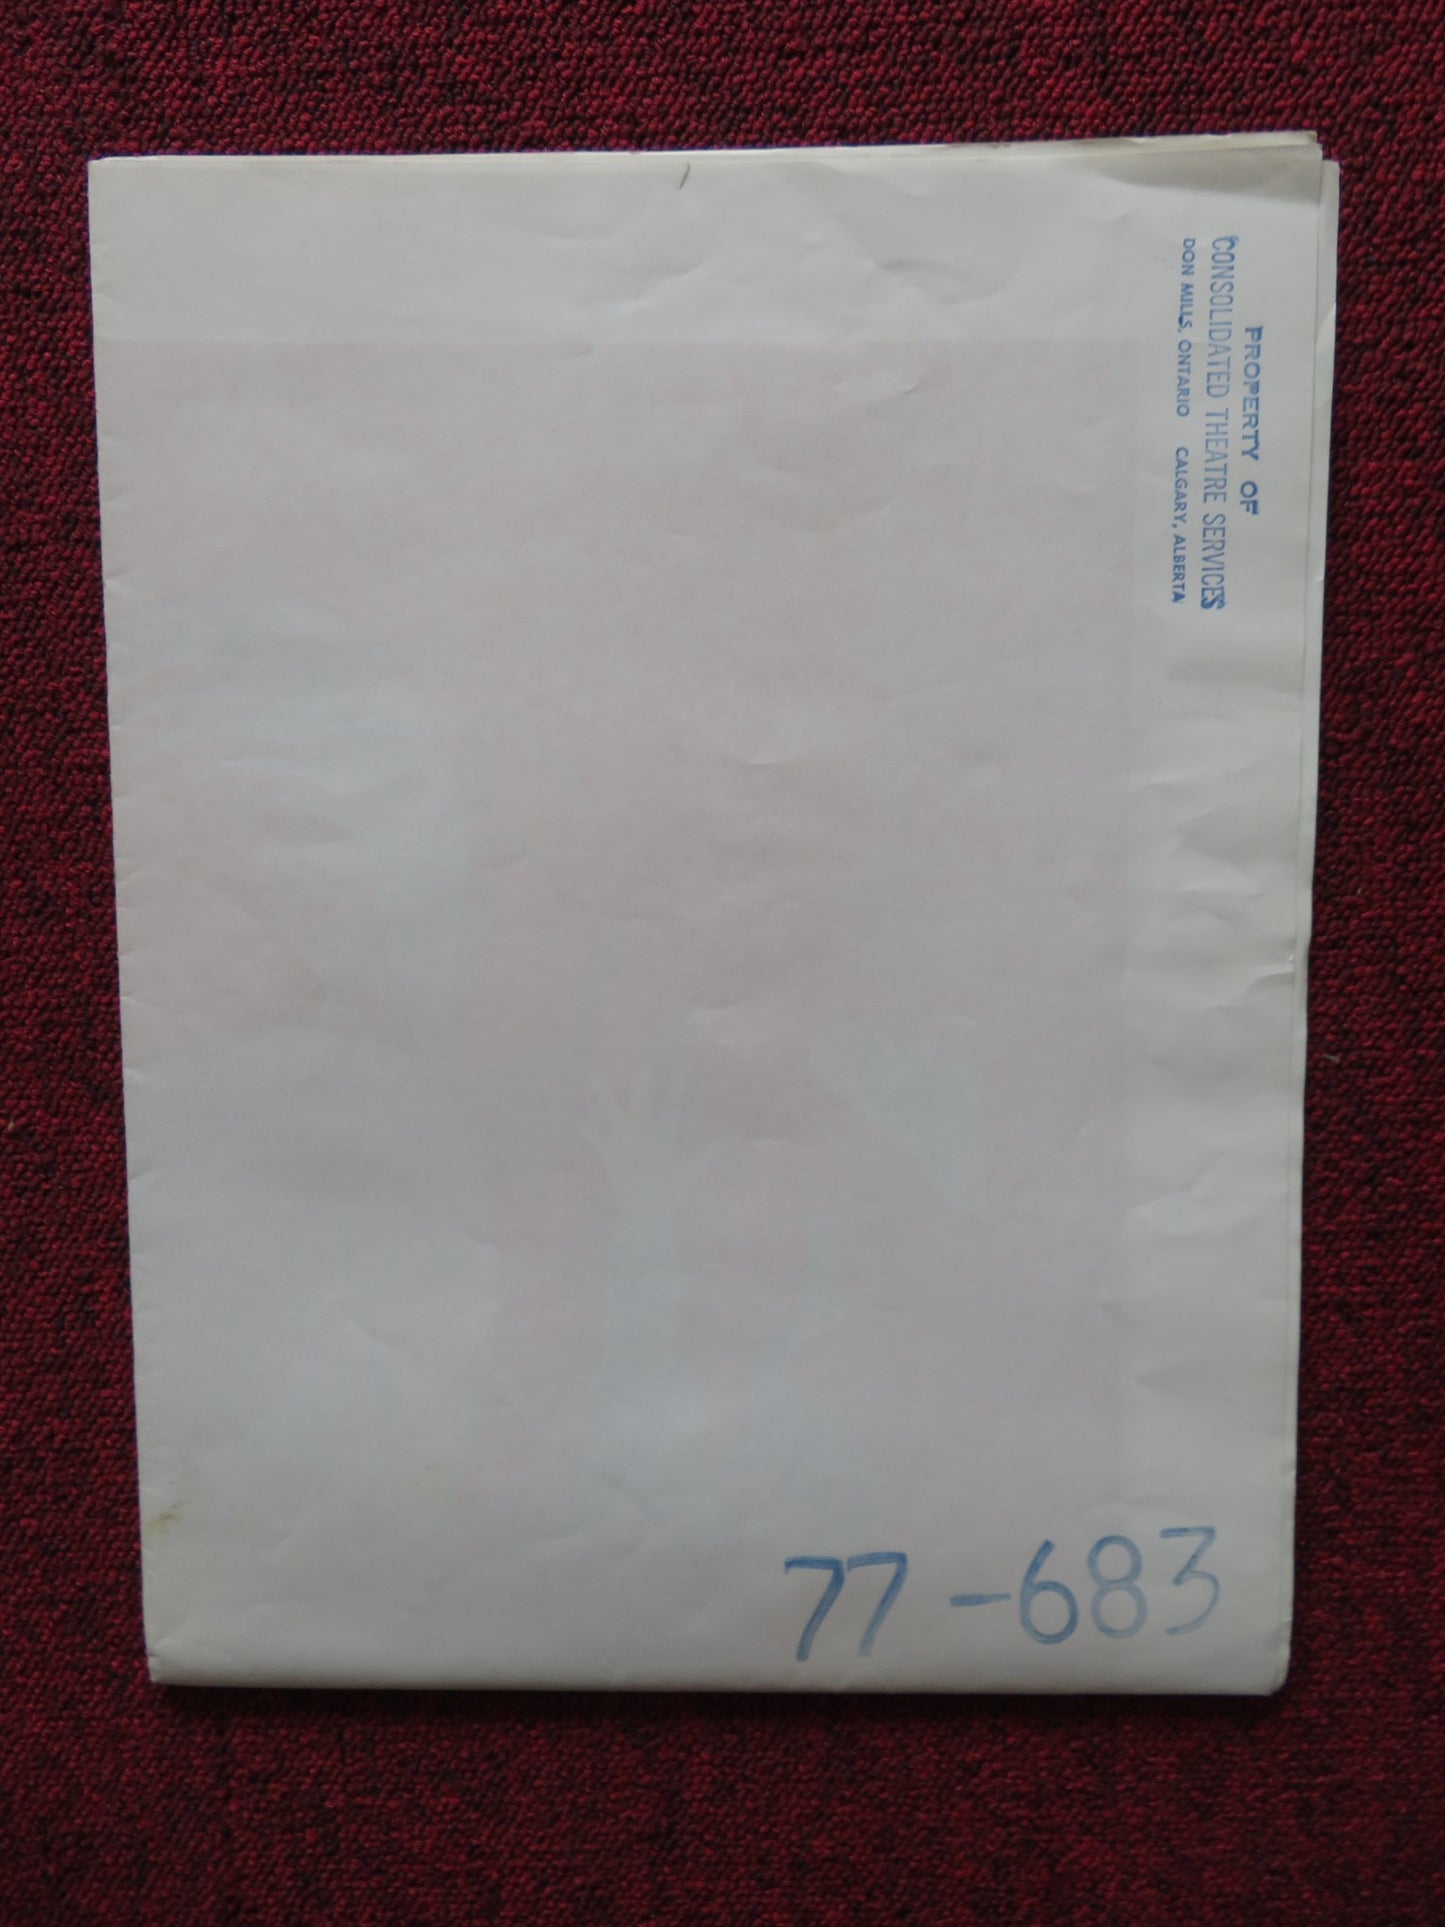 PROPERTY OF
CONSOLIDATED THEATRE SERVICES
DON MILLS, ONTARIO CALGARY, ALBERTA
77-683